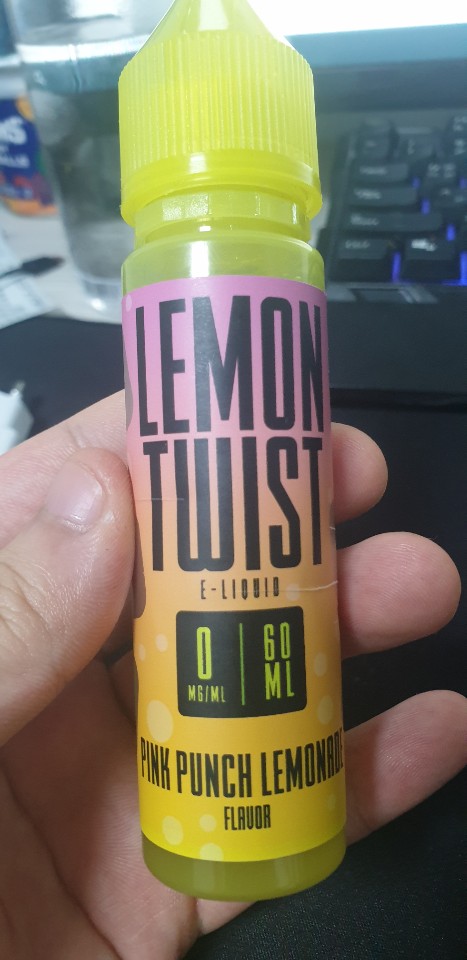 LEMON
TWIST
E-LIQUID
0 MG/ML
60 ML
PINK PUNCH LEMONADE
FLAVOR